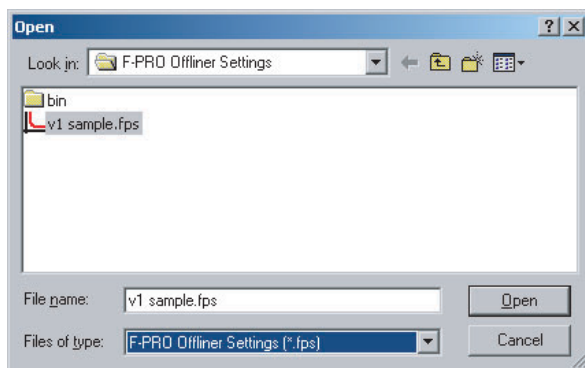 Open
Look in: F-PRO Offliner Settings
bin
v1 sample.fps
File name: v1 sample.fps Open
Files of type: F-PRO Offliner Settings (*.fps) Cancel